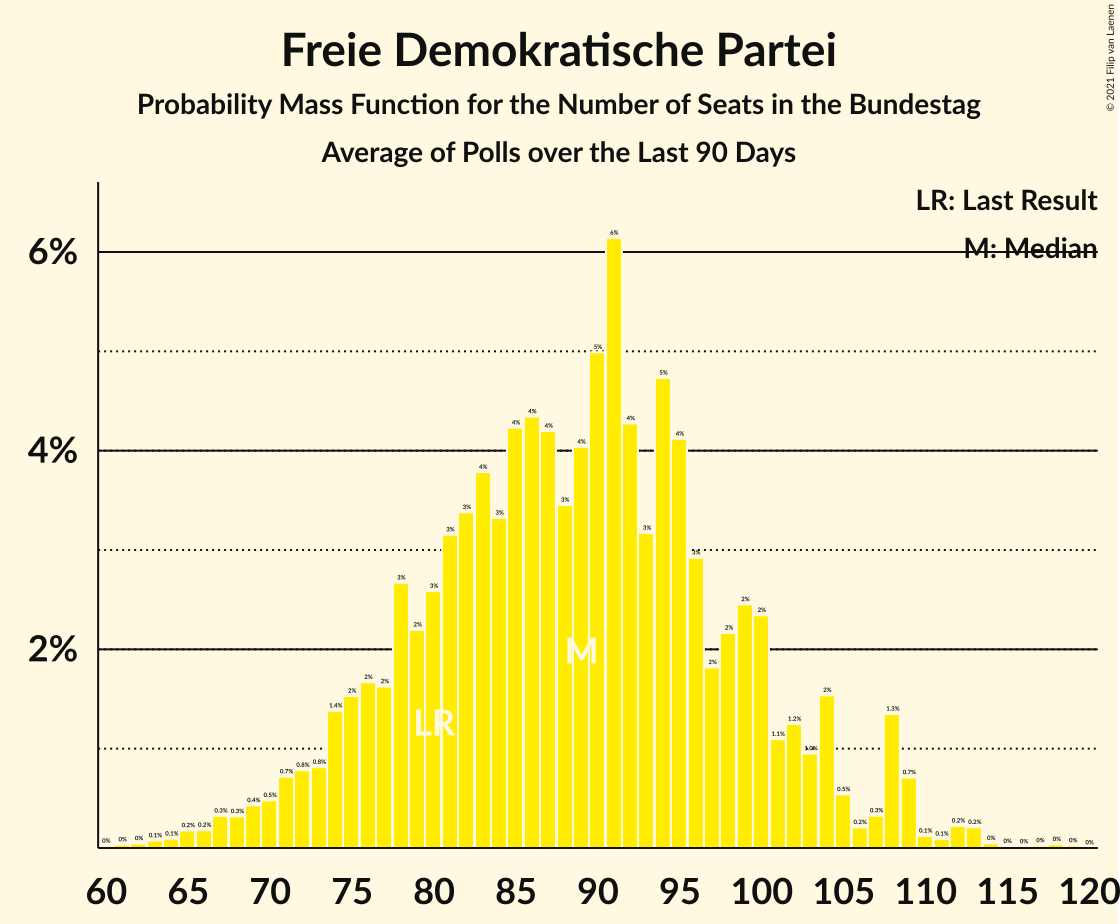 Freie Demokratische Partei
Probability Mass Function for the Number of Seats in the Bundestag
Average of Polls over the Last 90 Days
© 2021 Filip van Laenen
LR: Last Result
M: Median
6%
4%
2%
0% 0% 0% 0.1% 0.1% 0.2% 0.2% 0.3% 0.3% 0.4% 0.5% 0.7% 0.8% 0.8% 1.4% 2% 2% 2% 3% 2% 3% 3% 3% 4% 3% 4% 4% 4% 3% 4% 5% 6% 4% 3% 5% 4% 3% 2% 2% 2% 2% 1.1% 1.2% 1.0% 2% 0.5% 0.2% 0.3% 1.3% 0.7% 0.1% 0.1% 0.2% 0.2% 0% 0% 0% 0% 0% 0% 0%
M
LR
60 65 70 75 80 85 90 95 100 105 110 115 120